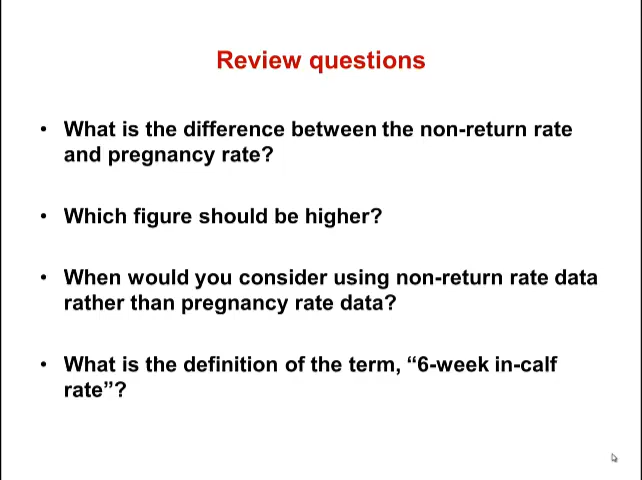 Review questions
• What is the difference between the non-return rate
and pregnancy rate?
• Which figure should be higher?
• When would you consider using non-return rate data
rather than pregnancy rate data?
• What is the definition of the term, “6-week in-calf
rate”?